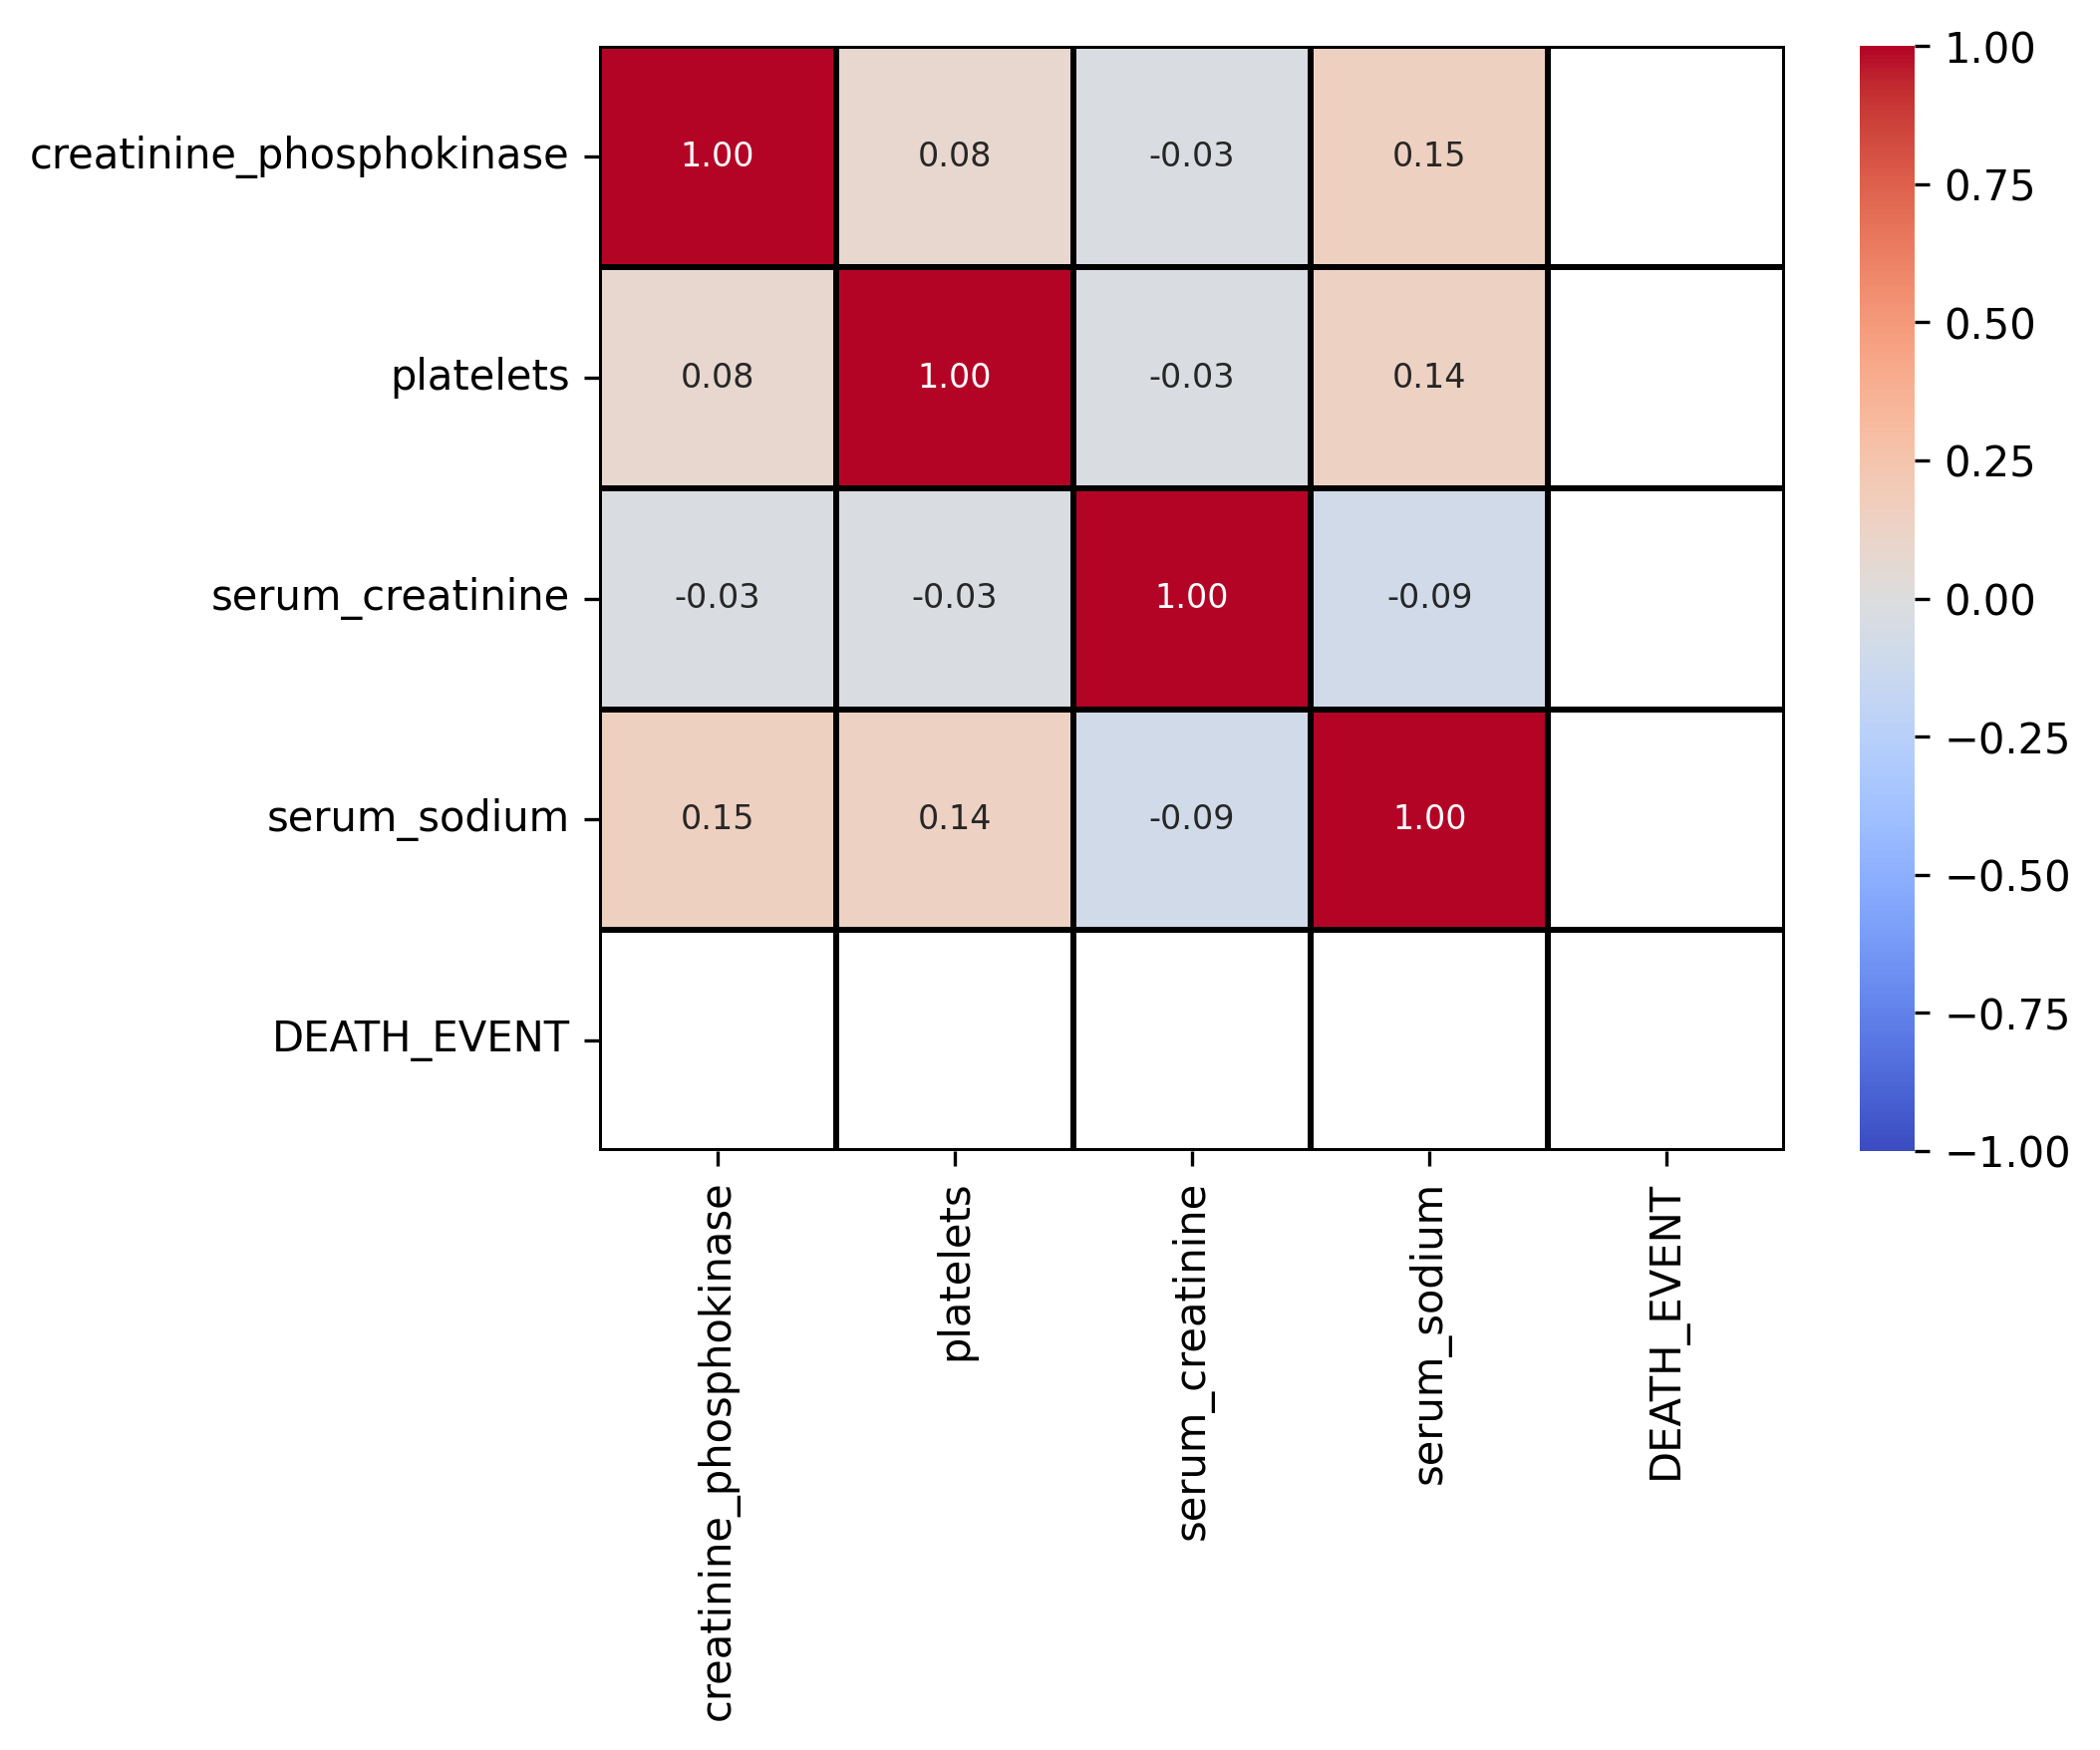 creatinine_phosphokinase 1.00 0.08 -0.03 0.15
platelets 0.08 1.00 -0.03 0.14
serum_creatinine -0.03 -0.03 1.00 -0.09
serum_sodium 0.15 0.14 -0.09 1.00
DEATH_EVENT
creatinine_phosphokinase
platelets
serum_creatinine
serum_sodium
DEATH_EVENT
1.00
0.75
0.50
0.25
0.00
−0.25
−0.50
−0.75
−1.00